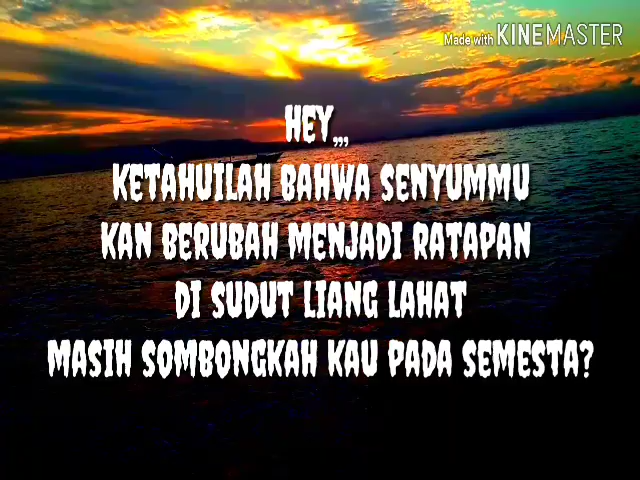 Made with KINEMASTER
HEY,,,
KETAHUILAH BAHWA SENYUMMU
KAN BERUBAH MENJADI RATAPAN
DI SUDUT LIANG LAHAT
MASIH SOMBONGKAH KAU PADA SEMESTA?